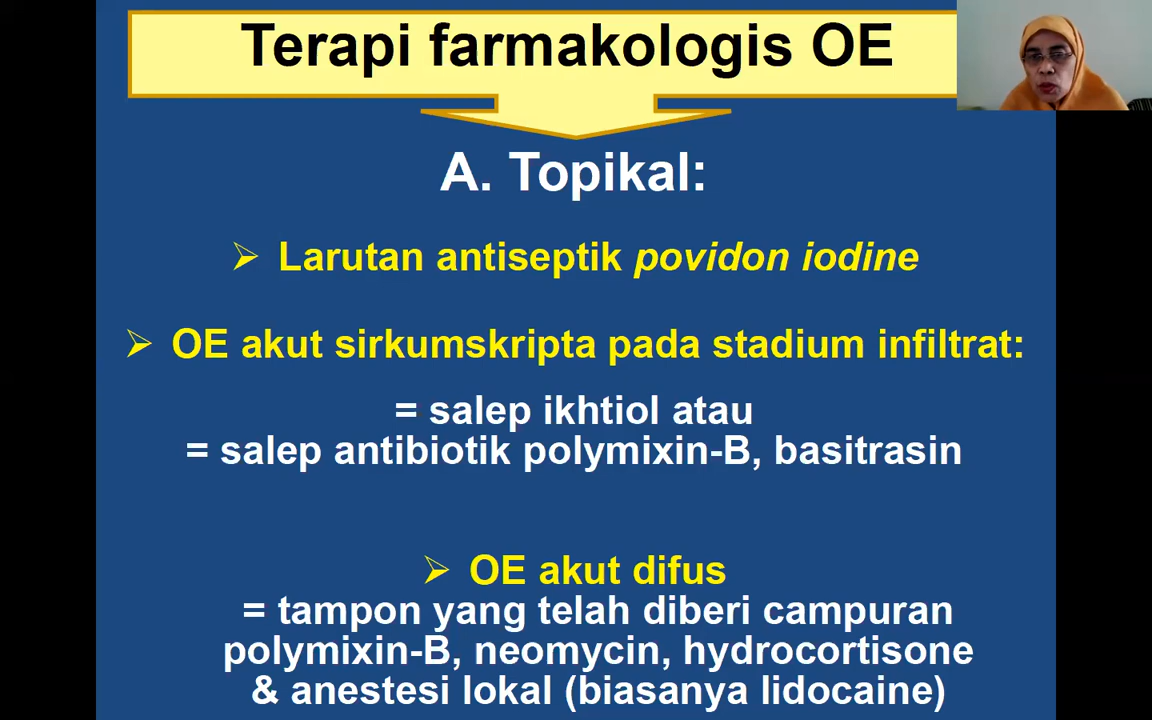 Terapi farmakologis OE
A. Topikal:
➢ Larutan antiseptik povidon iodine
➢ OE akut sirkumskripta pada stadium infiltrat:
= salep ikhtiol atau
= salep antibiotik polymixin-B, basitrasin
➢ OE akut difus
= tampon yang telah diberi campuran
polymixin-B, neomycin, hydrocortisone
& anestesi lokal (biasanya lidocaine)